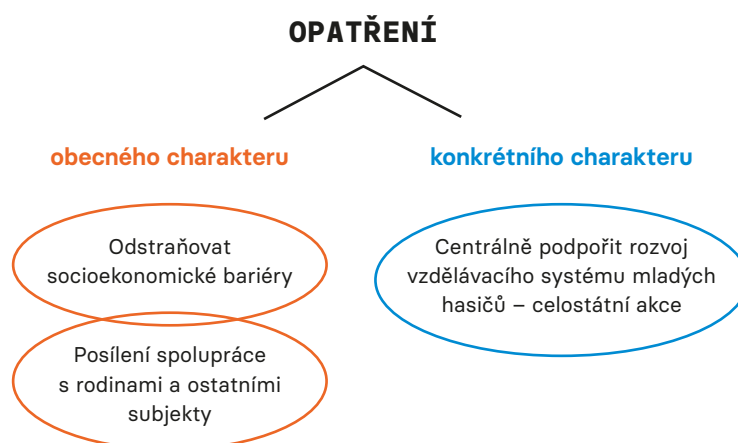 OPATŘENÍ
obecného charakteru
Odstraňovat
socioekonomické bariéry
Posílení spolupráce
s rodinami a ostatními
subjekty
konkrétního charakteru
Centrálně podpořit rozvoj
vzdělávacího systému mladých
hasičů – celostátní akce